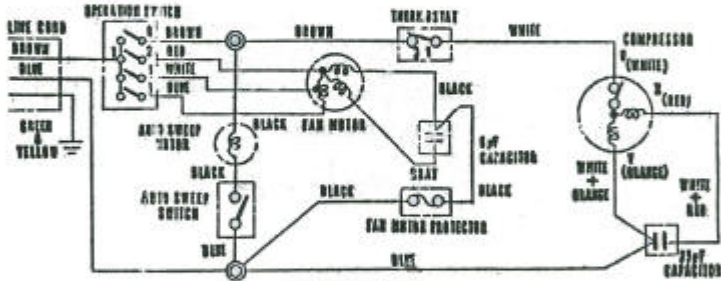 LINE CORD
OPERATION SWITCH
BROWN
BLUE
GREEN
&
YELLOW
BROWN
RED
WHITE
BLUE
BROWN
THERMOSTAT
WHITE
COMPRESSOR
(WHITE)
(RED)
(ORANGE)
AUTO SWEEP
MOTOR
BLACK
FAN MOTOR
BLACK
CAPACITOR
GRAY
BLACK
AUTO SWEEP
SWITCH
BLACK
BLACK
FAN MOTOR PROTECTOR
BLUE
BLUE
WHITE
+
ORANGE
WHITE
+
RED
CAPACITOR